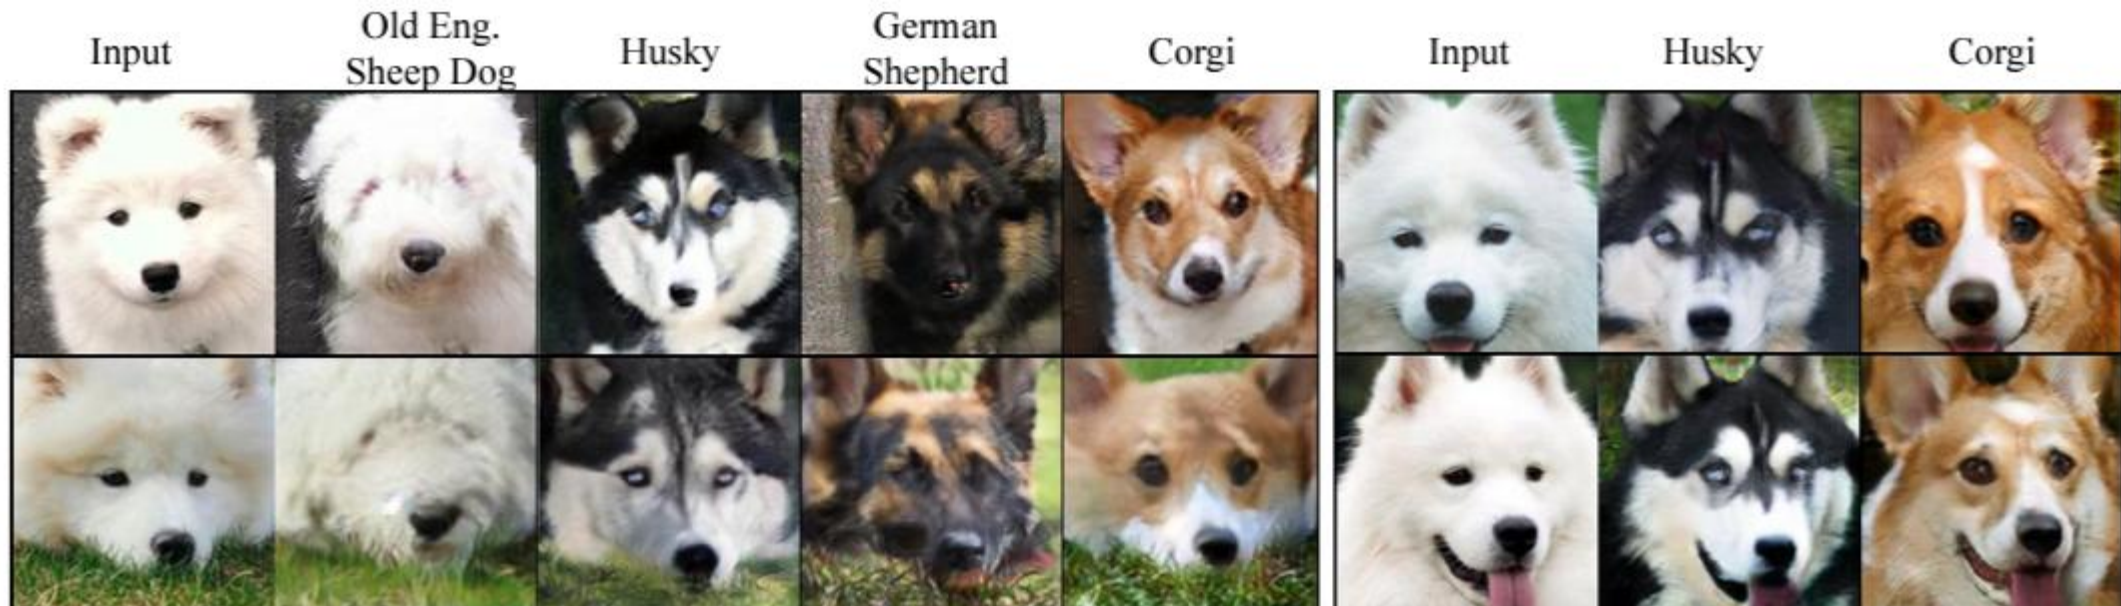 Input
Old Eng.
Sheep Dog
Husky
German
Shepherd
Corgi
Input
Husky
Corgi